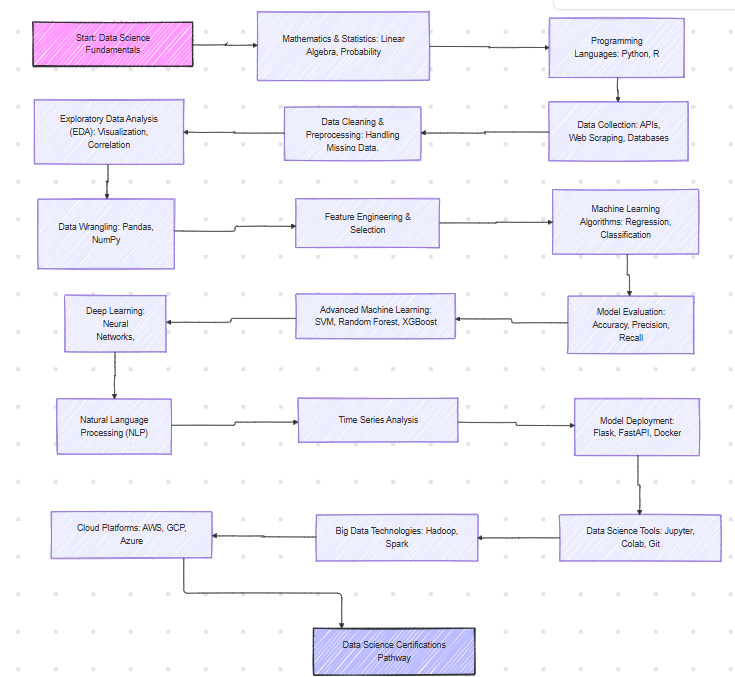 Start: Data Science
Fundamentals
Mathematics & Statistics: Linear
Algebra, Probability
Programming
Languages: Python, R
Data Collection: APIs,
Web Scraping, Databases
Data Cleaning &
Preprocessing: Handling
Missing Data,
Exploratory Data Analysis
(EDA): Visualization,
Correlation
Data Wrangling: Pandas,
NumPy
Feature Engineering &
Selection
Machine Learning
Algorithms: Regression,
Classification
Model Evaluation:
Accuracy, Precision,
Recall
Advanced Machine Learning:
SVM, Random Forest, XGBoost
Deep Learning:
Neural
Networks,
Natural Language
Processing (NLP)
Time Series Analysis
Model Deployment:
Flask, FastAPI, Docker
Data Science Tools: Jupyter,
Colab, Git
Big Data Technologies: Hadoop,
Spark
Cloud Platforms: AWS, GCP,
Azure
Data Science Certifications
Pathway